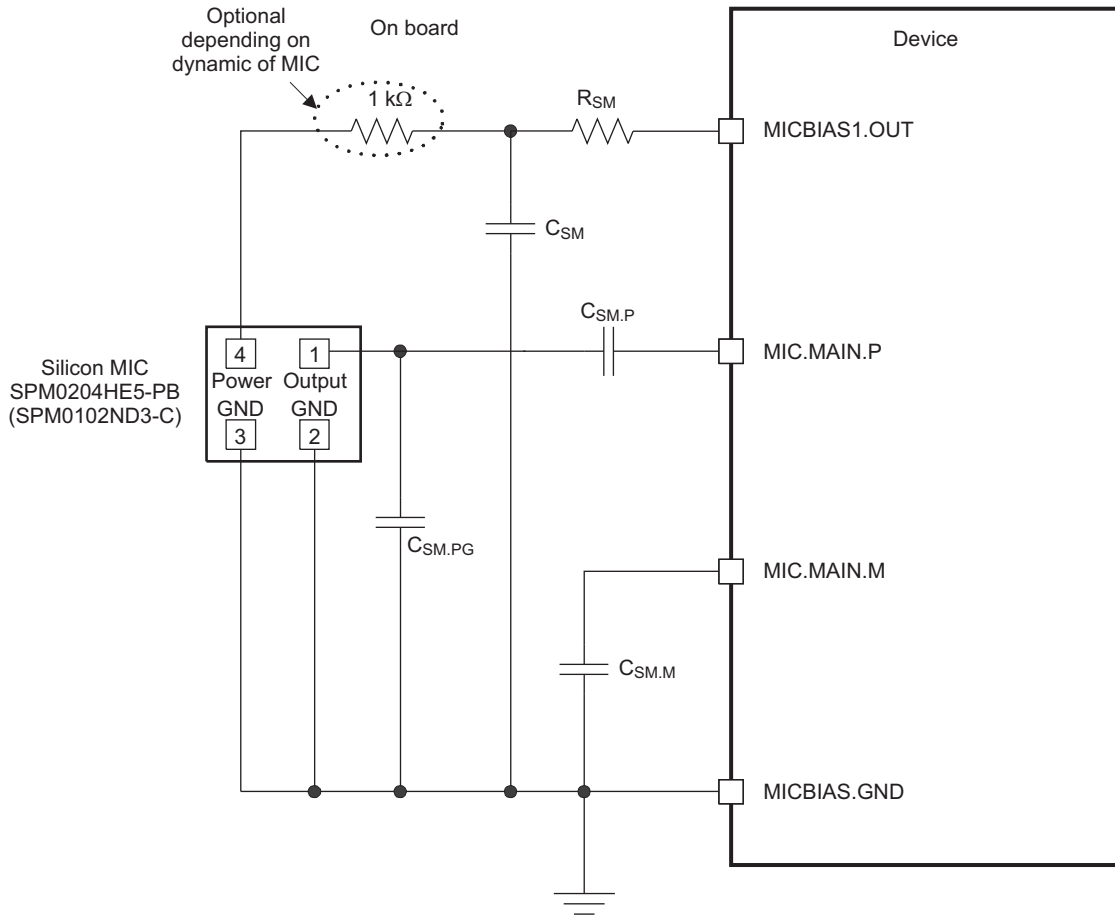 Optional
depending on
dynamic of MIC
On board
Device
1 kΩ
RSM
MICBIAS1.OUT
CSM
CSM.P
MIC.MAIN.P
Silicon MIC
SPM0204HE5-PB
(SPM0102ND3-C)
4
1
Power
Output
GND
GND
3
2
CSM.PG
MIC.MAIN.M
CSM.M
MICBIAS.GND